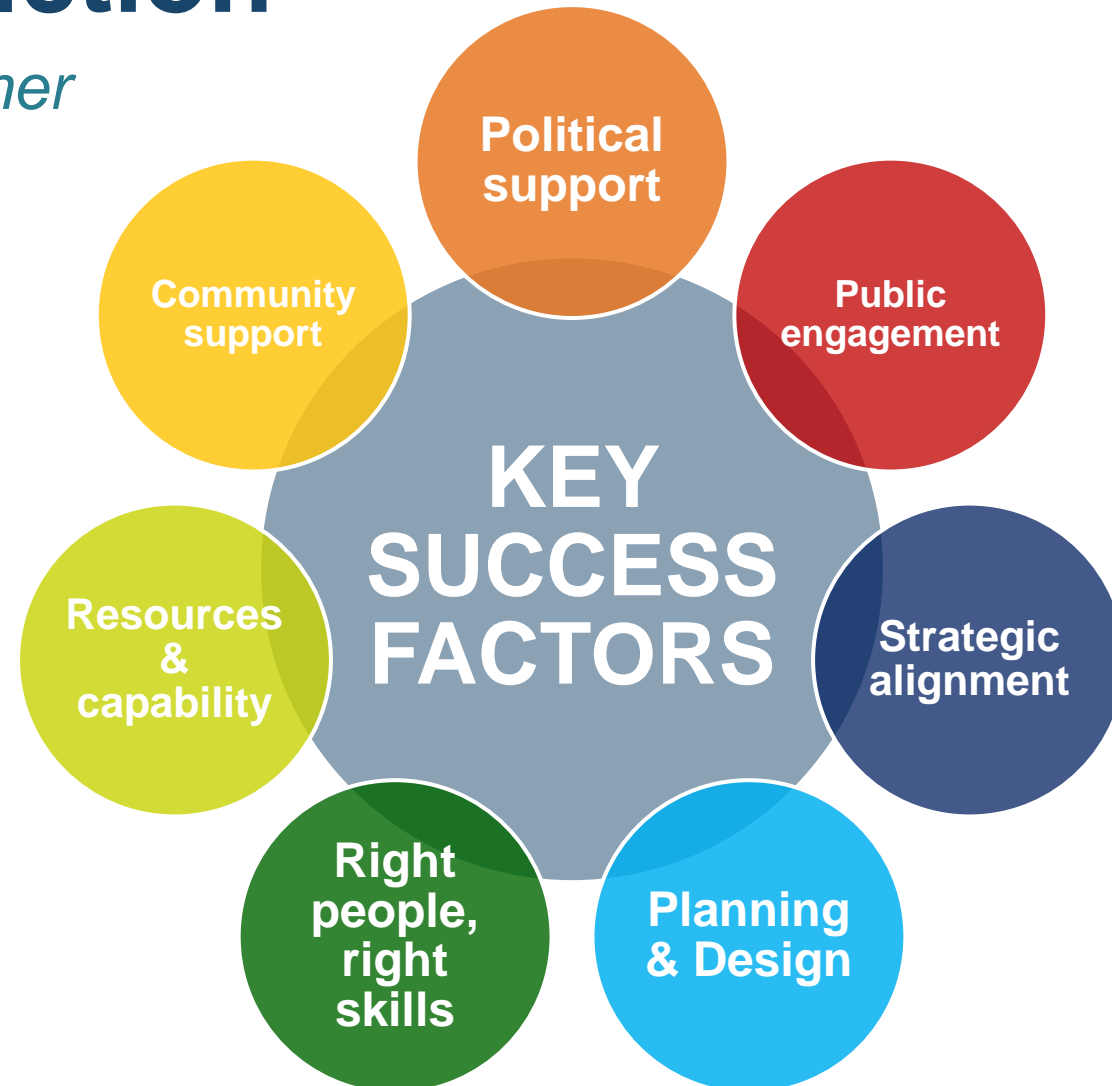 Political
support
Public
engagement
Strategic
alignment
Planning
& Design
Right
people,
right
skills
Resources
&
capability
Community
support
KEY
SUCCESS
FACTORS